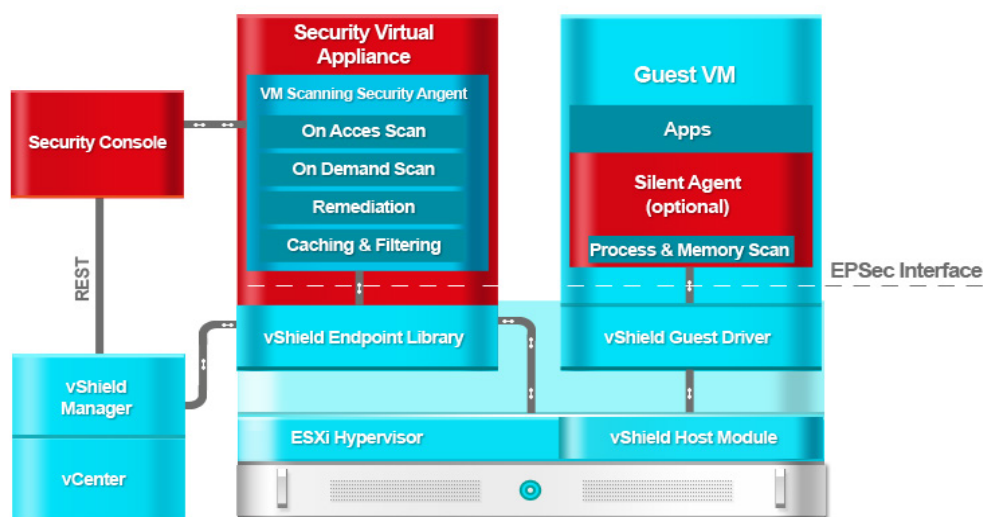 Security Virtual
Appliance
VM Scanning Security Angent
On Acces Scan
On Demand Scan
Remediation
Caching & Filtering
Guest VM
Apps
Silent Agent
(optional)
Process & Memory Scan
Security Console
REST
EPSec Interface
vShield Endpoint Library
vShield Guest Driver
vShield
Manager
vCenter
ESXi Hypervisor
vShield Host Module